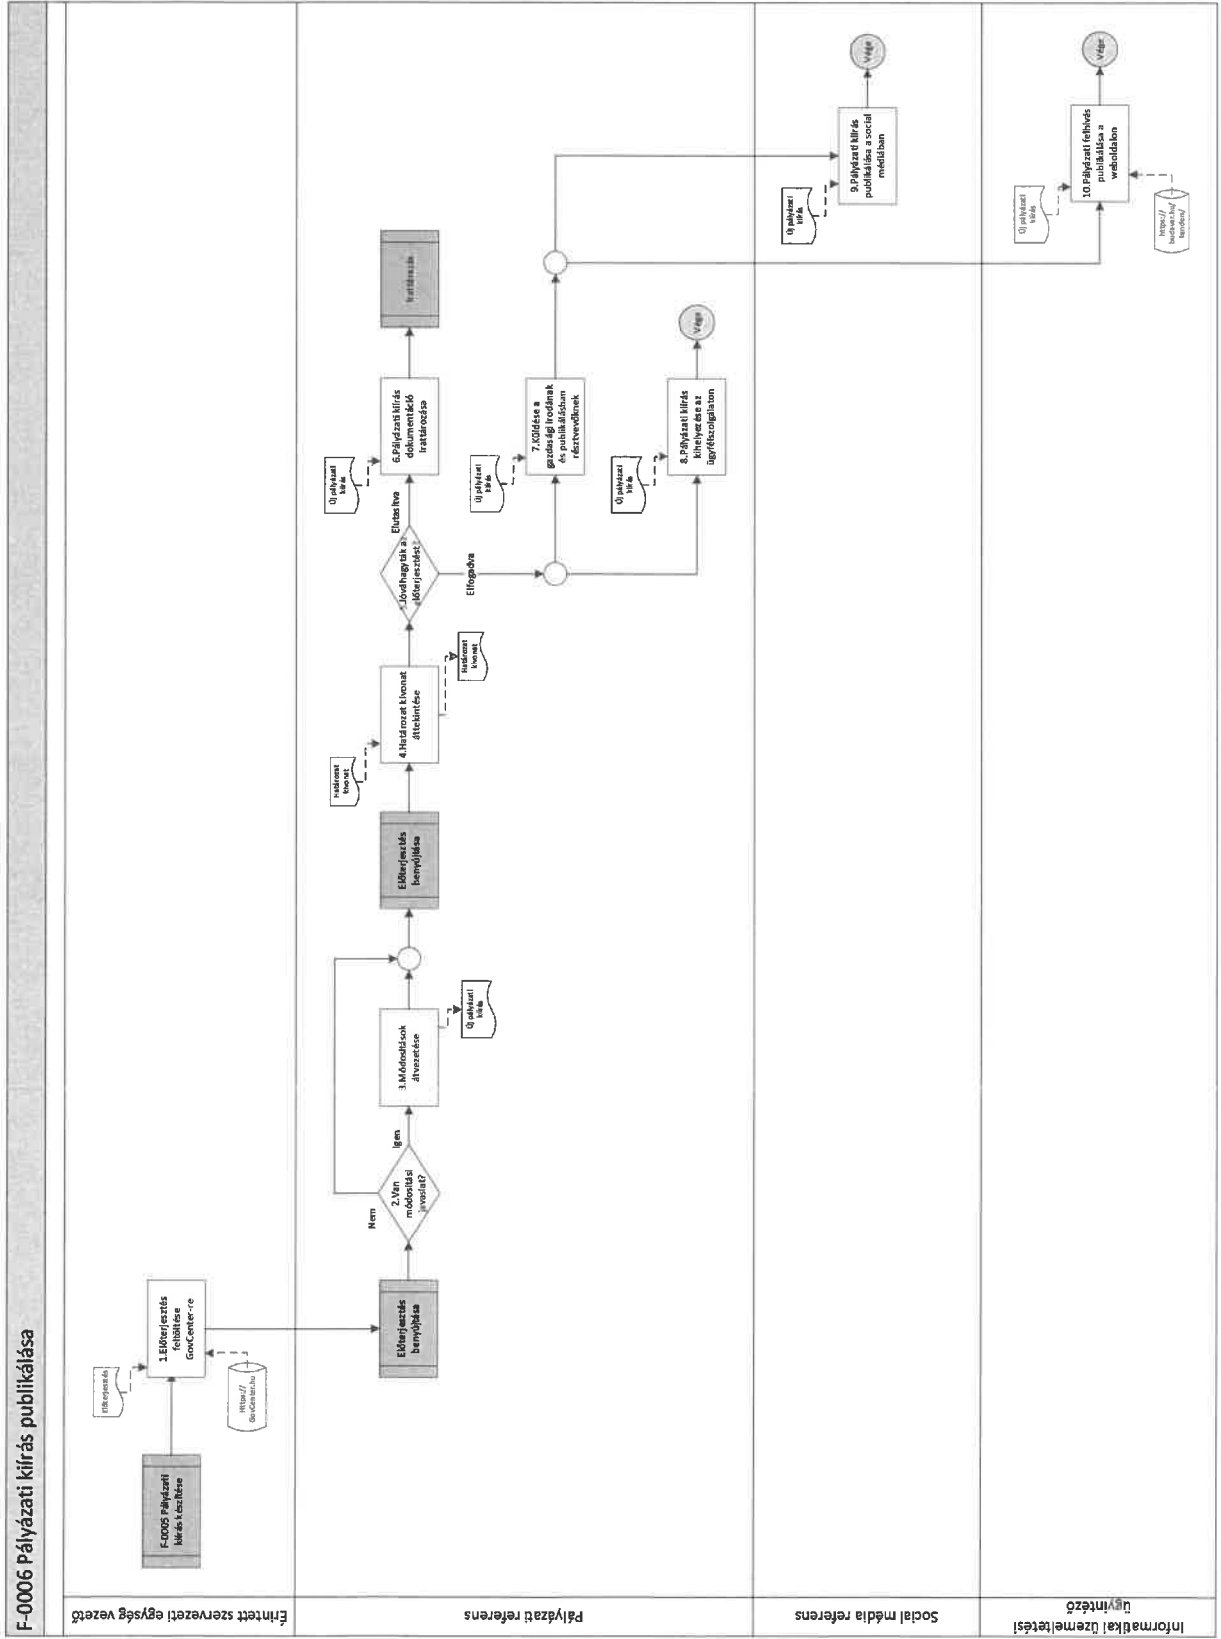 F-0006 Pályázati kiírás publikálása
Érintett szervezeti egység vezető
F-0005 Pályázati
kiírás készítése
Előterjesztés
1.Előterjesztés
feltöltése
GovCenter-re
Https://
GovCenter.hu
Pályázati referens
Előterjesztés
benyújtása
2.Van
módosítási
javaslat?
Nem
Igen
3.Módosítások
átvezetése
Új pályázati
kiírás
Előterjesztés
benyújtása
Határozat
kivonat
4.Határozat kivonat
áttekintése
Határozat
kivonat
Jóváhagyták az
előterjesztést?
Elutasítva
Elfogadva
Új pályázati
kiírás
6.Pályázati kiírás
dokumentáció
irattározása
Irattározás
Új pályázati
kiírás
7.Küldése a
gazdasági irodának
és publikálásban
résztvevőknek
Új pályázati
kiírás
8.Pályázati kiírás
kihelyezése az
ügyfélszolgálaton
Vége
Social média referens
Új pályázati
kiírás
9.Pályázati kiírás
publikálása a social
médiában
Vége
Informatikai üzemeltetési
ügyintéző
Új pályázati
kiírás
10.Pályázati felhívás
publikálása a
weboldalon
https://
budavar.hu/
Vége